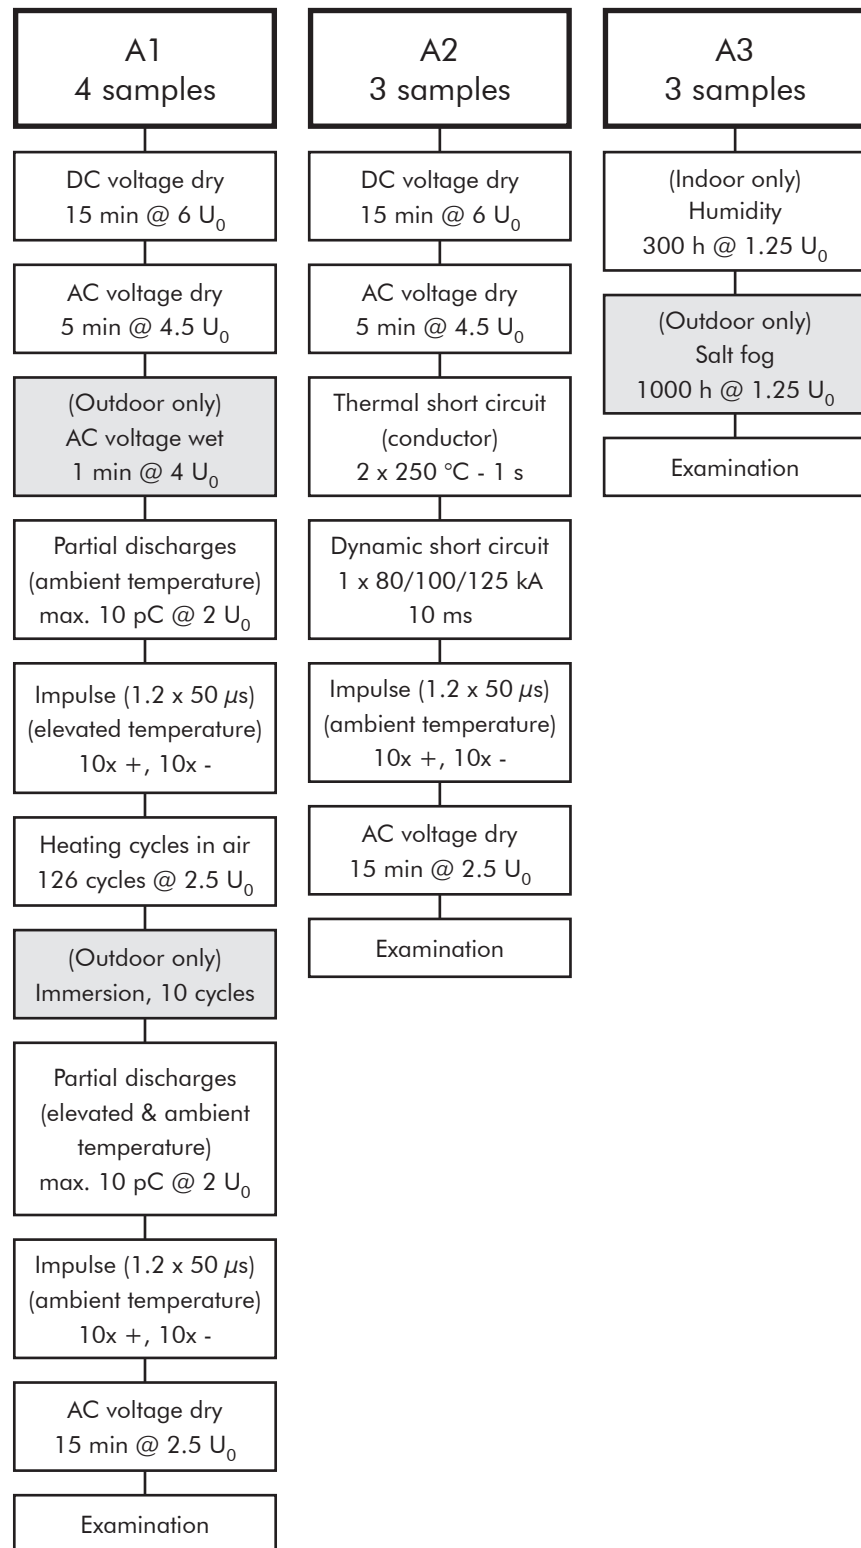 A1
4 samples
DC voltage dry
15 min @ 6 U0
AC voltage dry
5 min @ 4.5 U0
(Outdoor only)
AC voltage wet
1 min @ 4 U0
Partial discharges
(ambient temperature)
max. 10 pC @ 2 U0
Impulse (1.2 x 50 µs)
(elevated temperature)
10x +, 10x -
Heating cycles in air
126 cycles @ 2.5 U0
(Outdoor only)
Immersion, 10 cycles
Partial discharges
(elevated & ambient
temperature)
max. 10 pC @ 2 U0
Impulse (1.2 x 50 µs)
(ambient temperature)
10x +, 10x -
AC voltage dry
15 min @ 2.5 U0
Examination
A2
3 samples
DC voltage dry
15 min @ 6 U0
AC voltage dry
5 min @ 4.5 U0
Thermal short circuit
(conductor)
2 x 250 °C - 1 s
Dynamic short circuit
1 x 80/100/125 kA
10 ms
Impulse (1.2 x 50 µs)
(ambient temperature)
10x +, 10x -
AC voltage dry
15 min @ 2.5 U0
Examination
A3
3 samples
(Indoor only)
Humidity
300 h @ 1.25 U0
(Outdoor only)
Salt fog
1000 h @ 1.25 U0
Examination